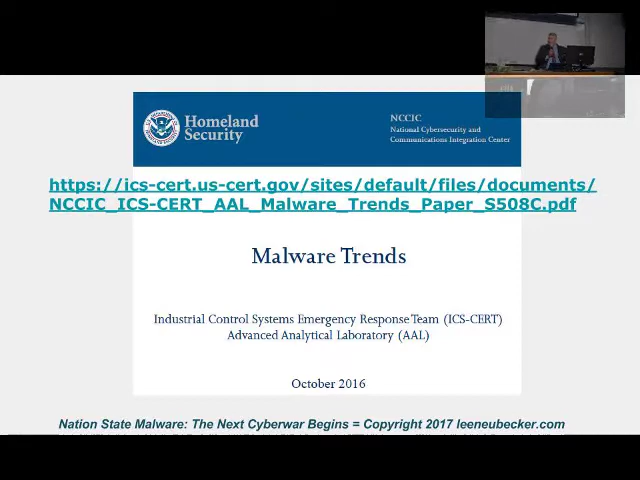 Homeland
Security
NCCIC
National Cybersecurity and
Communications Integration Center
https://ics-cert.us-cert.gov/sites/default/files/documents/
NCCIC_ICS-CERT_AAL_Malware_Trends_Paper_S508C.pdf
Malware Trends
Industrial Control Systems Emergency Response Team (ICS-CERT)
Advanced Analytical Laboratory (AAL)
October 2016
Nation State Malware: The Next Cyberwar Begins = Copyright 2017 leeneubecker.com